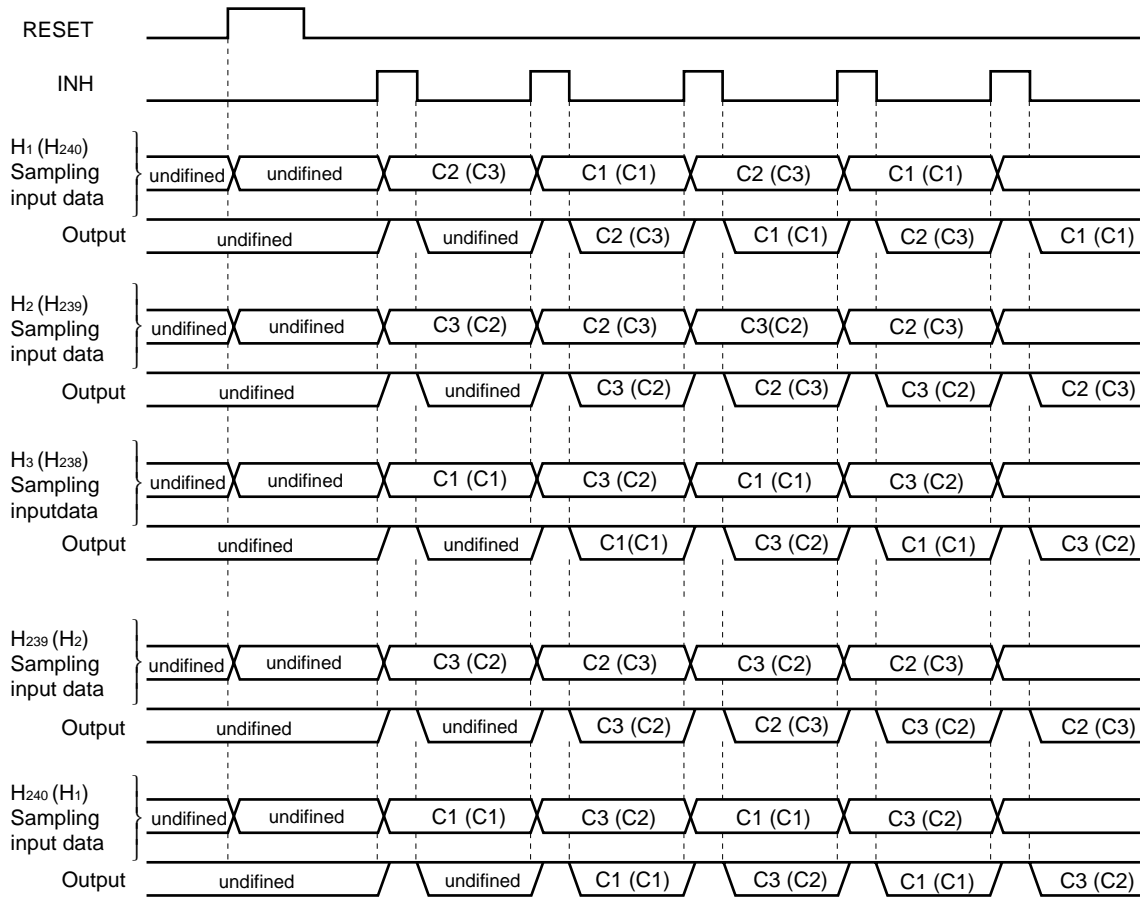 RESET
INH
H1 (H240)
Sampling
input data
undifined undifined C2 (C3) C1 (C1) C2 (C3) C1 (C1)
Output undifined undifined C2 (C3) C1 (C1) C2 (C3) C1 (C1)
H2 (H239)
Sampling
input data
undifined undifined C3 (C2) C2 (C3) C3(C2) C2 (C3)
Output undifined undifined C3 (C2) C2 (C3) C3 (C2) C2 (C3)
H3 (H238)
Sampling
inputdata
undifined undifined C1 (C1) C3 (C2) C1 (C1) C3 (C2)
Output undifined undifined C1(C1) C3 (C2) C1 (C1) C3 (C2)
H239 (H2)
Sampling
input data
undifined undifined C3 (C2) C2 (C3) C3 (C2) C2 (C3)
Output undifined undifined C3 (C2) C2 (C3) C3 (C2) C2 (C3)
H240 (H1)
Sampling
input data
undifined undifined C1 (C1) C3 (C2) C1 (C1) C3 (C2)
Output undifined undifined C1 (C1) C3 (C2) C1 (C1) C3 (C2)